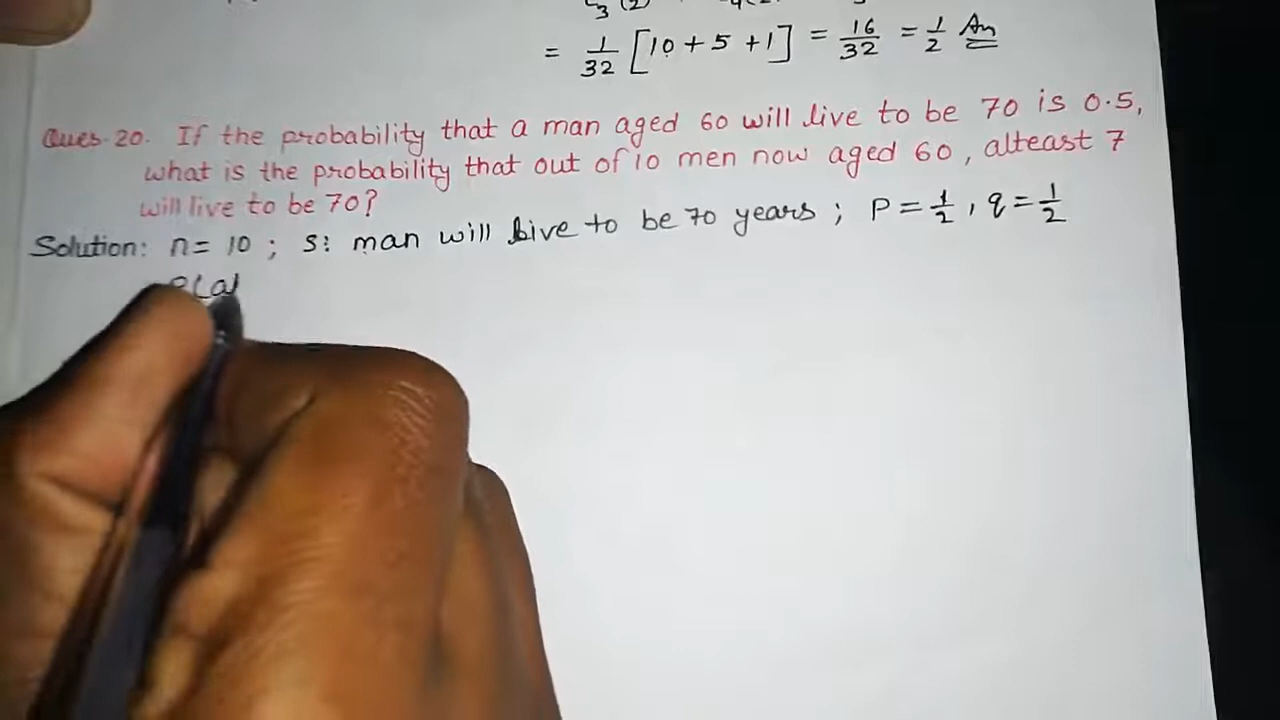 = 1/32 [10 + 5 + 1] = 16/32 = 1/2 An
Ques. 20. If the probability that a man aged 60 will live to be 70 is 0.5,
what is the probability that out of 10 men now aged 60, alteast 7
will live to be 70?
Solution: n = 10 ; S: man will live to be 70 years ; P = 1/2 , q = 1/2
P(a